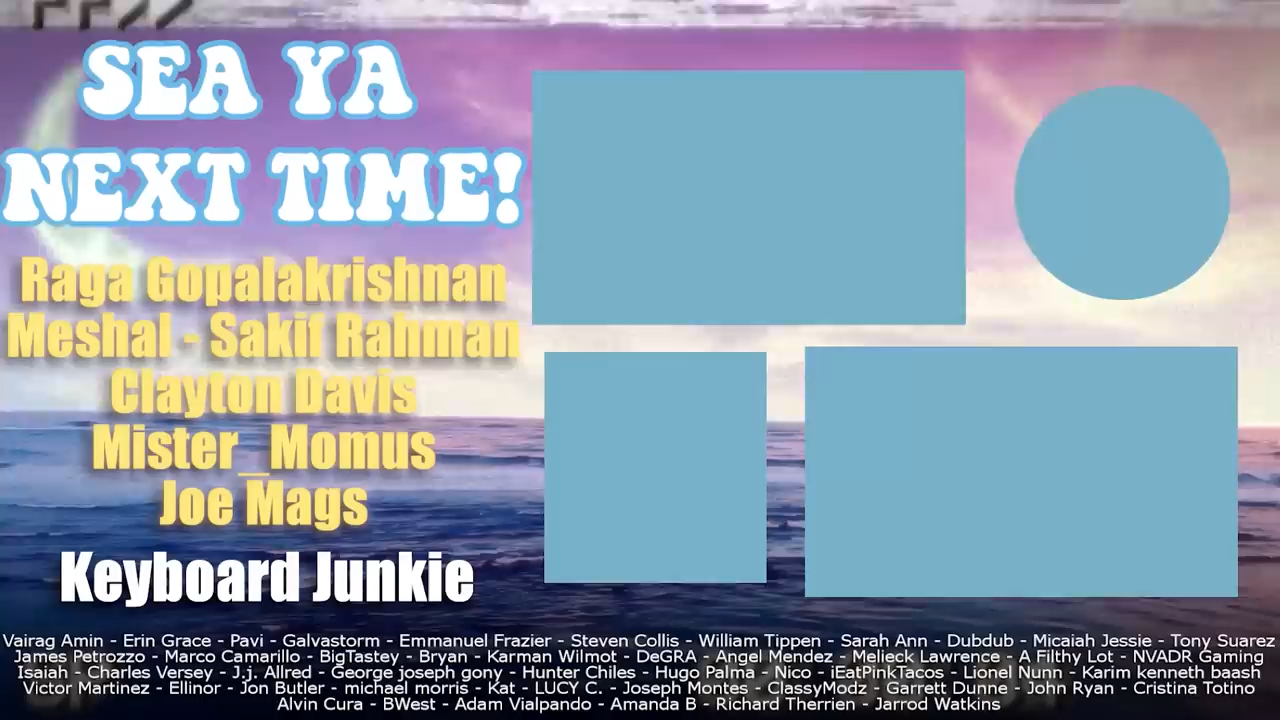 SEA YA
NEXT TIME!
Raga Gopalakrishnan
Meshal - Sakif Rahman
Clayton Davis
Mister_Momus
Joe Mags
Keyboard Junkie
Vairag Amin - Erin Grace - Pavi - Galvastorm - Emmanuel Frazier - Steven Collis - William Tippen - Sarah Ann - Dubdub - Micaiah Jessie - Tony Suarez
James Petrozzo - Marco Camarillo - BigTastey - Bryan - Karman Wilmot - DeGRA - Angel Mendez - Melieck Lawrence - A Filthy Lot - NVADR Gaming
Isaiah - Charles Versey - J.j. Allred - George joseph gony - Hunter Chiles - Hugo Palma - Nico - iEatPinkTacos - Lionel Nunn - Karim kenneth baash
Victor Martinez - Ellinor - Jon Butler - michael morris - Kat - LUCY C. - Joseph Montes - ClassyModz - Garrett Dunne - John Ryan - Cristina Totino
Alvin Cura - BWest - Adam Vialpando - Amanda B - Richard Therrien - Jarrod Watkins